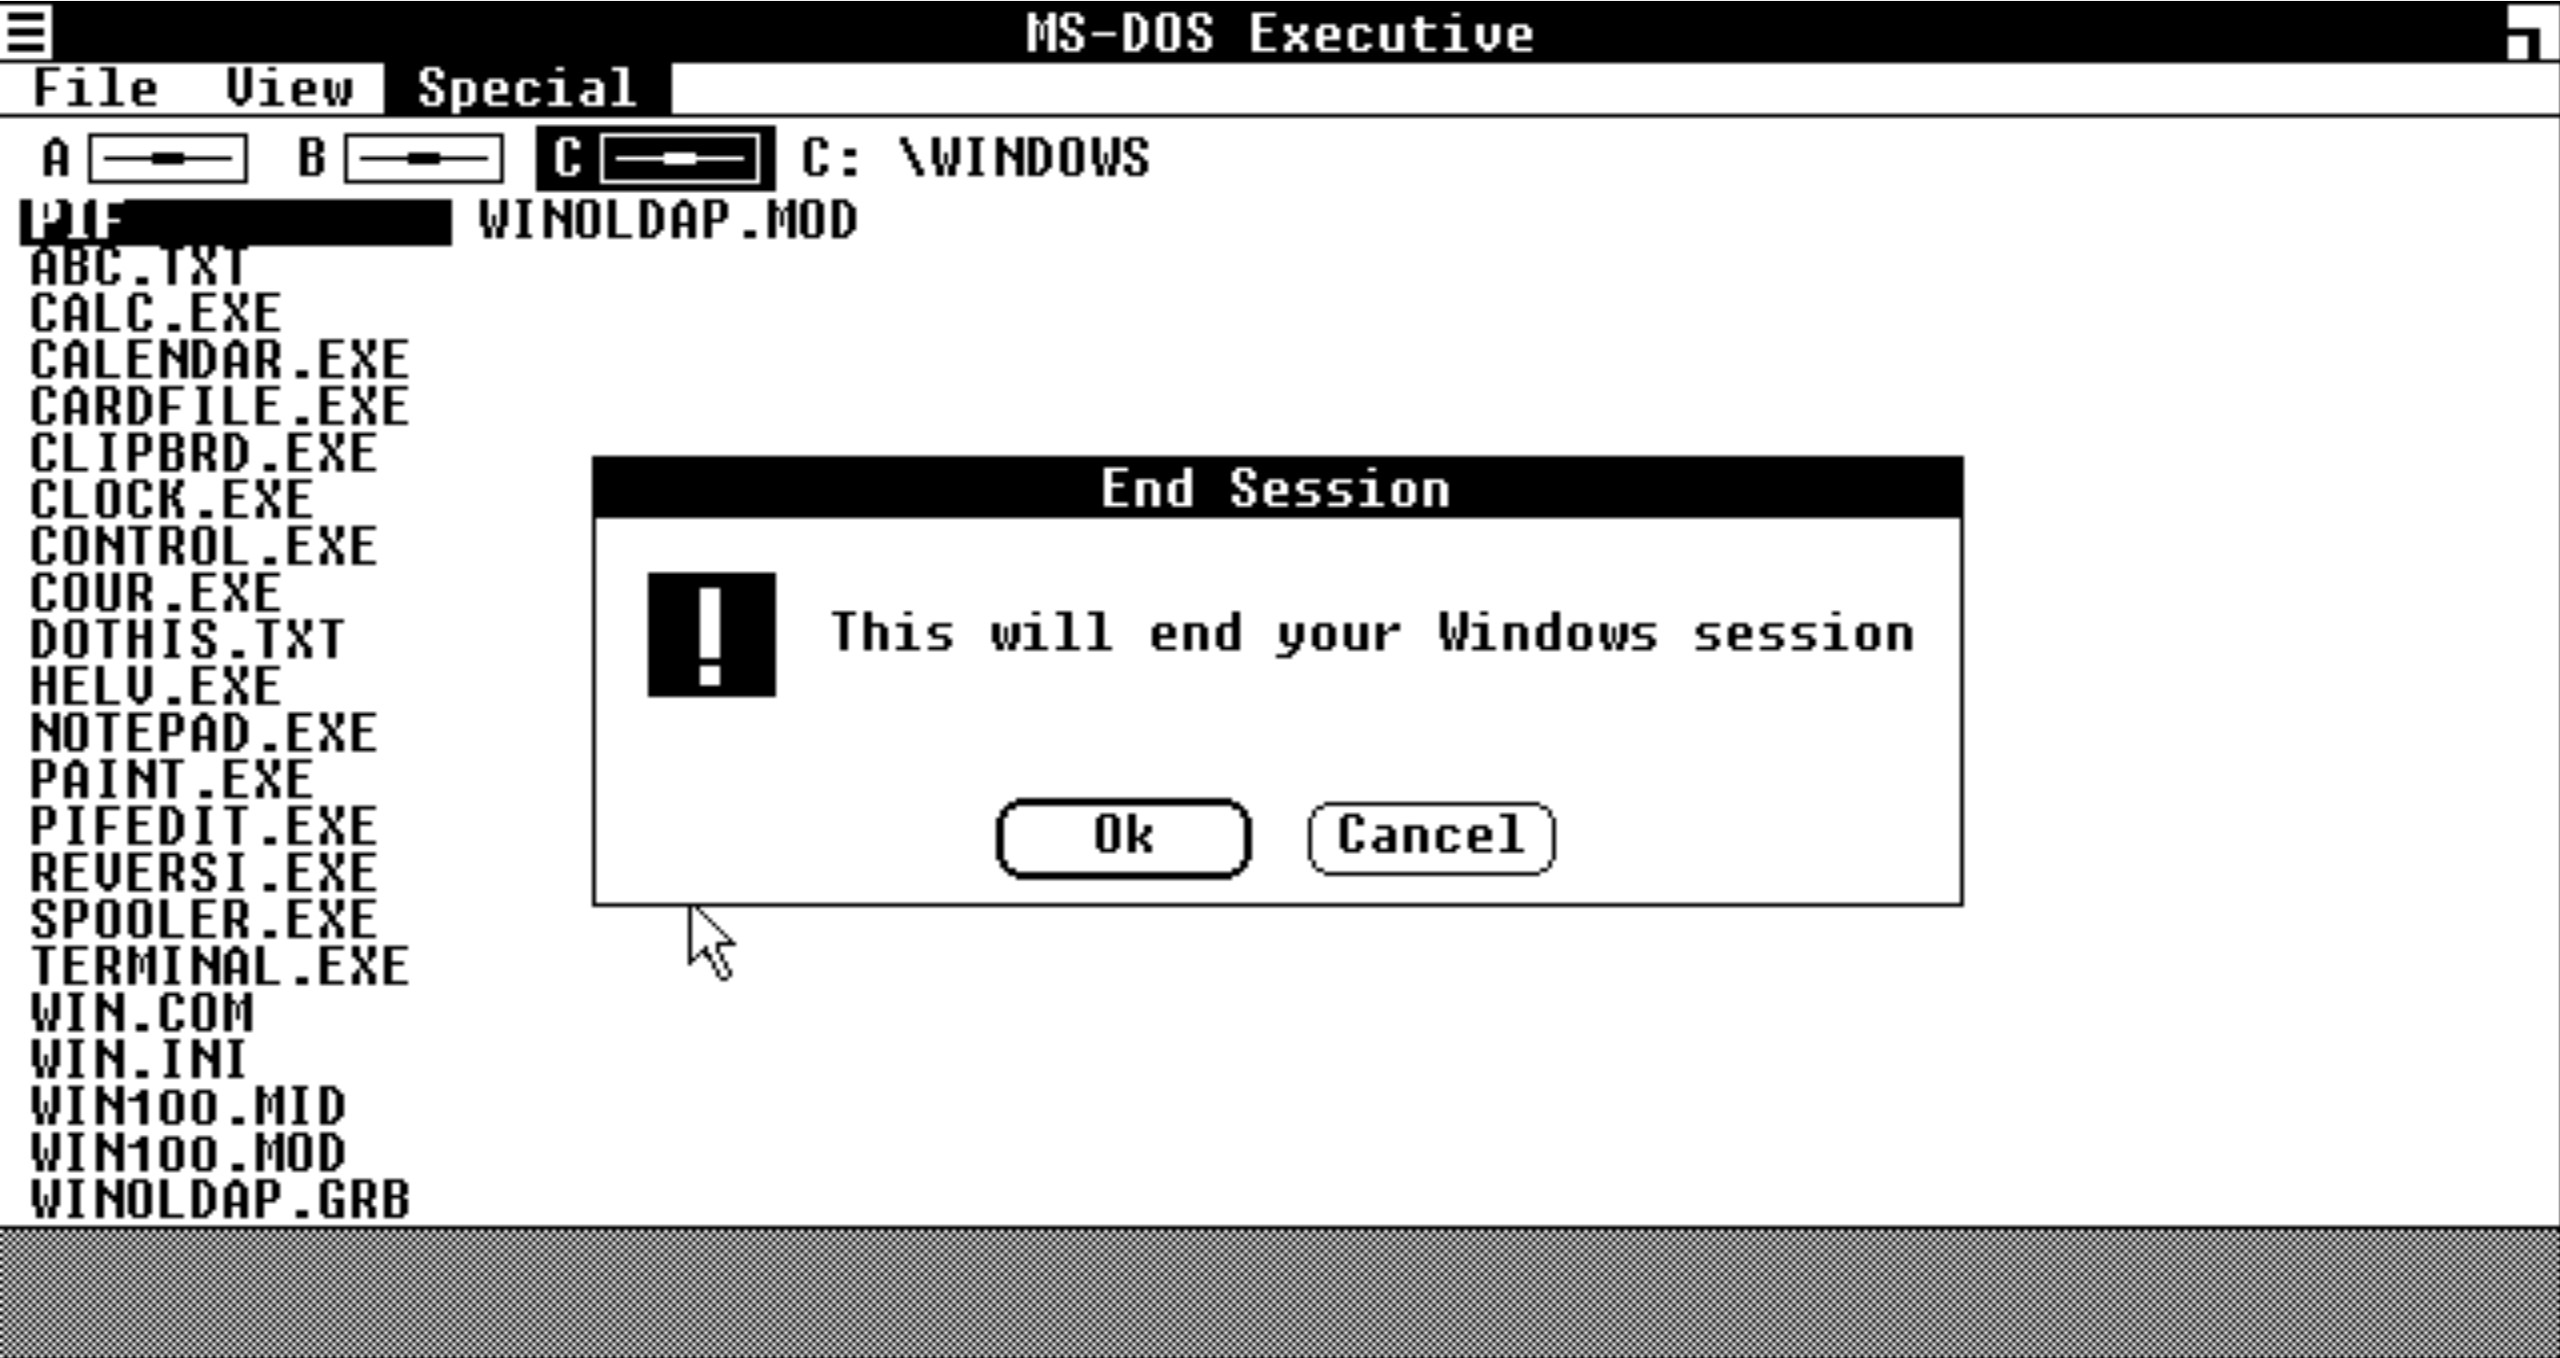 MS-DOS Executive
File View Special
A B C C: \WINDOWS
PIF WINOLDAP.MOD
ABC.TXT
CALC.EXE
CALENDAR.EXE
CARDFILE.EXE
CLIPBRD.EXE
CLOCK.EXE
CONTROL.EXE
COUR.EXE
DOTHIS.TXT
HELV.EXE
NOTEPAD.EXE
PAINT.EXE
PIFEDIT.EXE
REVERSI.EXE
SPOOLER.EXE
TERMINAL.EXE
WIN.COM
WIN.INI
WIN100.MID
WIN100.MOD
WINOLDAP.GRB
End Session
!
This will end your Windows session
Ok Cancel